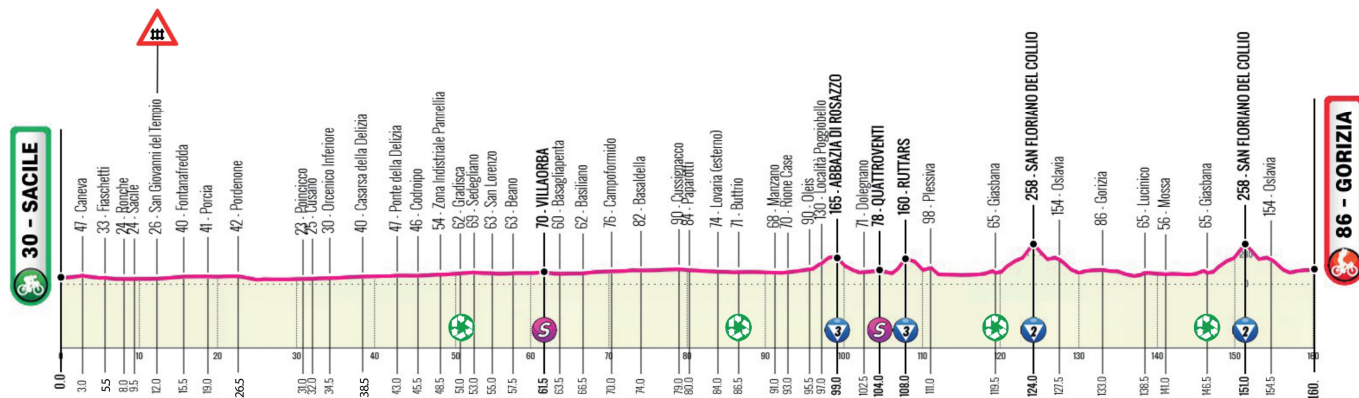 30 - SACILE
47 - Caneva
33 - Fiaschetti
24 - Ronche
24 - Sacile
26 - San Giovanni del Tempio
40 - Fontanafredda
41 - Porcia
42 - Pordenone
23 - Poincicco
25 - Cusano
30 - Orcenico Inferiore
40 - Casarsa della Delizia
47 - Ponte della Delizia
46 - Codroipo
54 - Zona Industriale Pannellia
62 - Gradisca
69 - Sedegliano
63 - San Lorenzo
63 - Beano
70 - VILLAORBA
60 - Basagliapenta
62 - Basiliano
76 - Campoformido
82 - Basaldella
90 - Cussignacco
84 - Paparotti
74 - Lovaria (esterno)
71 - Buttrio
68 - Manzano
70 - Rione Case
90 - Oleis
130 - Località Poggiobello
165 - ABBAZIA DI ROSAZZO
71 - Dolegnano
78 - QUATTROVENTI
160 - RUTTARS
98 - Plessiva
65 - Giasbana
258 - SAN FLORIANO DEL COLLIO
154 - Oslavia
86 - Gorizia
65 - Lucinico
56 - Mossa
65 - Giasbana
258 - SAN FLORIANO DEL COLLIO
154 - Oslavia
86 - GORIZIA
200
0
S
3
S
3
2
2
0 10 20 30 40 50 60 70 80 90 100 110 120 130 140 150 160
0.0 3.0 5.5 8.0 9.5 12.0 15.5 19.0 26.5 31.0 32.0 34.5 38.5 43.0 45.5 48.5 51.0 53.0 55.0 57.5 61.5 63.5 66.5 70.0 74.0 79.0 80.0 84.0 86.5 91.0 93.0 95.5 97.0 99.0 102.5 104.0 108.0 111.0 119.5 124.0 127.5 133.0 138.5 141.0 146.5 151.0 154.5 160.